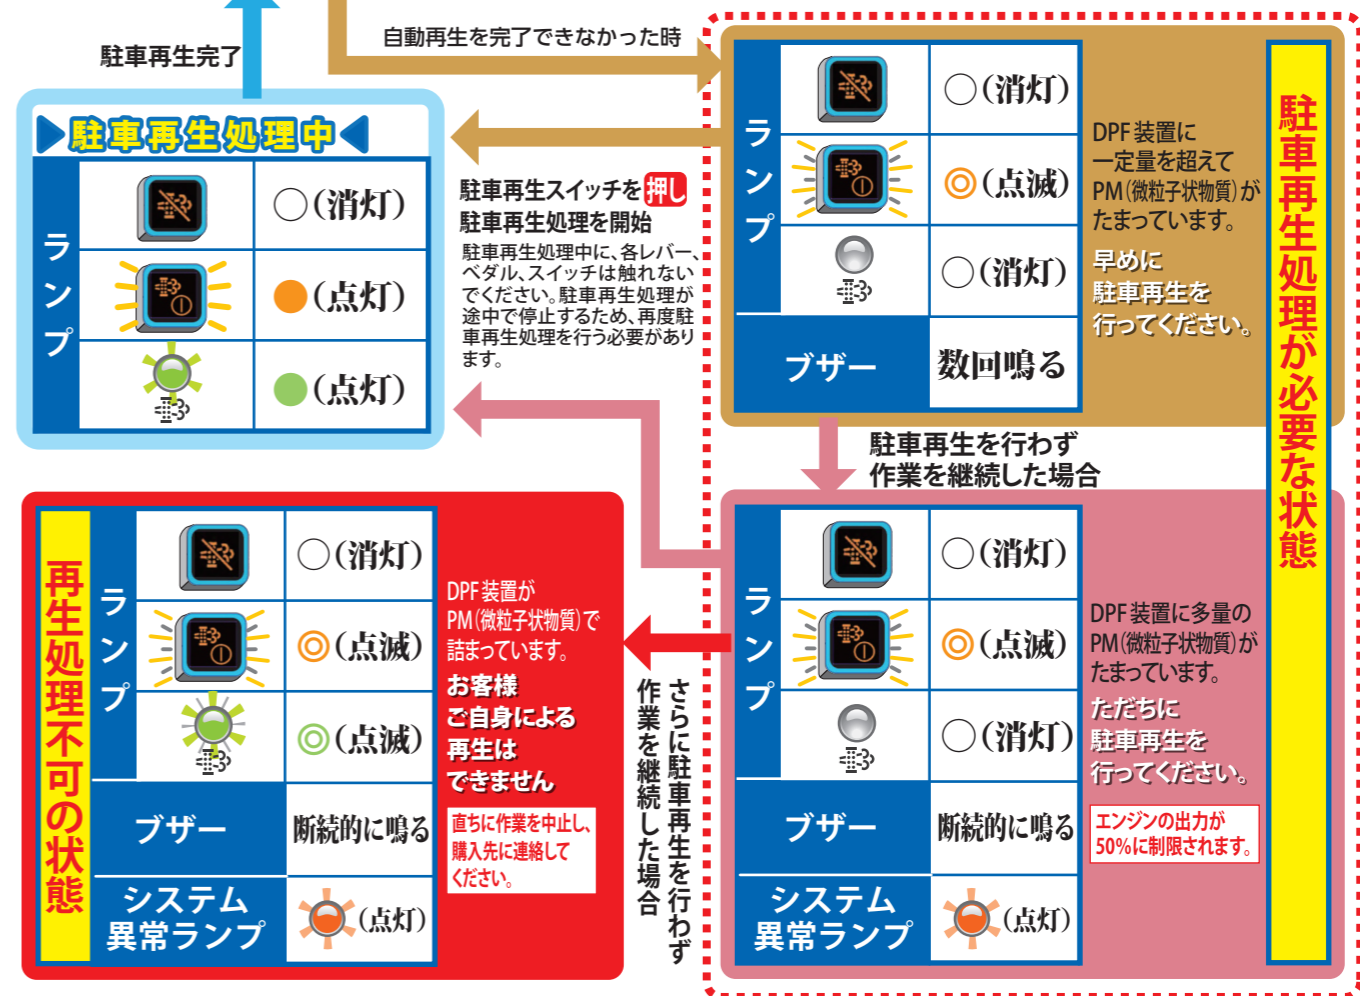 駐車再生完了
自動再生を完了できなかった時
駐車再生処理中
ランプ
○(消灯)
●(点灯)
●(点灯)
駐車再生スイッチを押し
駐車再生処理を開始
駐車再生処理中に、各レバー、
ペダル、スイッチは触れない
でください。駐車再生処理が
途中で停止するため、再度駐
車再生処理を行う必要があり
ます。
駐車再生処理が必要な状態
ランプ
○(消灯)
◎(点滅)
○(消灯)
ブザー
数回鳴る
DPF装置に
一定量を超えて
PM(微粒子状物質)が
たまっています。
早めに
駐車再生を
行ってください。
駐車再生を行わず
作業を継続した場合
ランプ
○(消灯)
◎(点滅)
○(消灯)
ブザー
断続的に鳴る
システム
異常ランプ
(点灯)
DPF装置に多量の
PM(微粒子状物質)が
たまっています。
ただちに
駐車再生を
行ってください。
エンジンの出力が
50%に制限されます。
さらに駐車再生を行わず
作業を継続した場合
再生処理不可の状態
ランプ
○(消灯)
◎(点滅)
◎(点滅)
ブザー
断続的に鳴る
システム
異常ランプ
(点灯)
DPF装置が
PM(微粒子状物質)で
詰まっています。
お客様
ご自身による
再生は
できません
直ちに作業を中止し、
購入先に連絡して
ください。